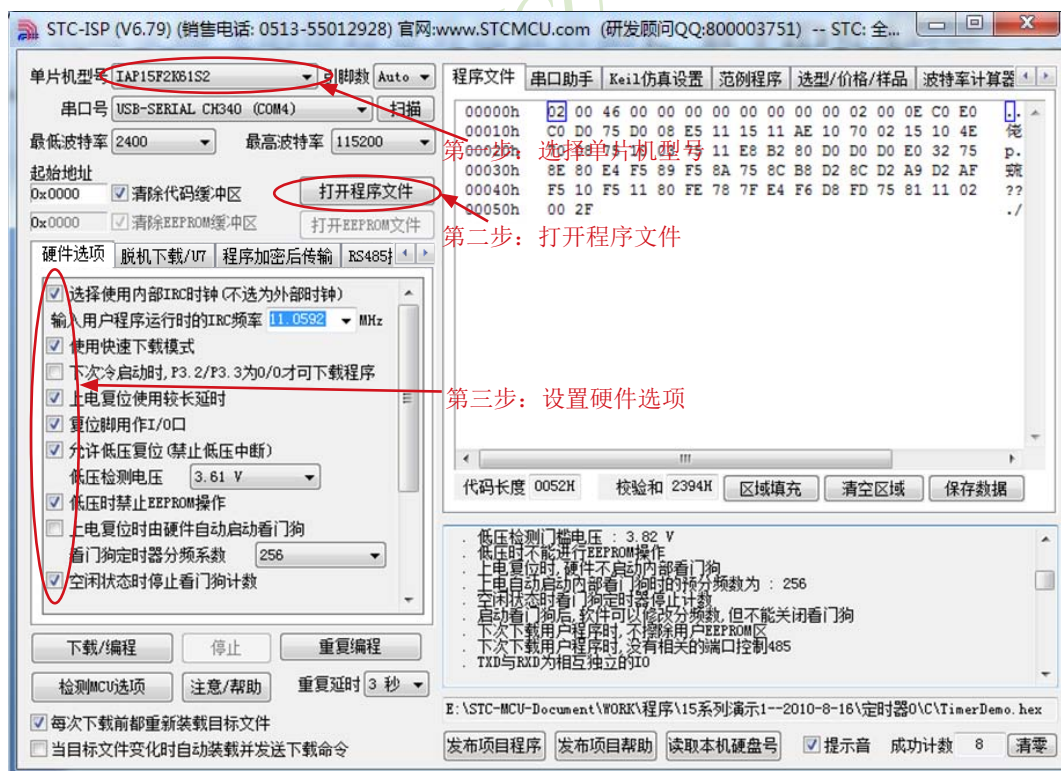 STC-ISP (V6.79) (销售电话: 0513-55012928) 官网:www.STCMCU.com (研发顾问QQ:800003751) -- STC: 全...
单片机型号 IAP15F2K61S2 引脚数 Auto
串口号 USB-SERIAL CH340 (COM4) 扫描
最低波特率 2400 最高波特率 115200
起始地址
0x0000 清除代码缓冲区 打开程序文件
0x0000 清除EEPROM缓冲区 打开EEPROM文件
硬件选项 脱机下载/U7 程序加密后传输 RS485
选择使用内部IRC时钟(不选为外部时钟)
输入用户程序运行时的IRC频率 11.0592 MHz
使用快速下载模式
下次冷启动时,P3.2/P3.3为0/0才可下载程序
上电复位使用较长延时
复位脚用作I/O口
允许低压复位(禁止低压中断)
低压检测电压 3.61 V
低压时禁止EEPROM操作
上电复位时由硬件自动启动看门狗
看门狗定时器分频系数 256
空闲状态时停止看门狗计数
下载/编程 停止 重复编程
检测MCU选项 注意/帮助 重复延时 3 秒
每次下载前都重新装载目标文件
当目标文件变化时自动装载并发送下载命令
程序文件 串口助手 Keil仿真设置 范例程序 选型/价格/样品 波特率计算器
00000h 02 00 46 00 00 00 00 00 00 00 00 02 00 0E C0 E0
00010h C0 D0 75 D0 08 E5 11 15 11 AE 10 70 02 15 10 4E
第一步: 选择单片机型号
00020h 75 11 E8 B2 80 D0 D0 D0 E0 32 75 p.
00030h 8E 80 E4 F5 89 F5 8A 75 8C B8 D2 8C D2 A9 D2 AF
00040h F5 10 F5 11 80 FE 78 7F E4 F6 D8 FD 75 81 11 02 ??
00050h 00 2F ./
第二步: 打开程序文件
第三步: 设置硬件选项
代码长度 0052H 校验和 2394H 区域填充 清空区域 保存数据
. 低压检测门槛电压 : 3.82 V
. 低压时不能进行EEPROM操作
. 上电复位时,硬件不启动内部看门狗
. 上电自动启动内部看门狗时的预分频数为 : 256
. 空闲状态时看门狗定时器停止计数
. 启动看门狗后,软件可以修改分频数,但不能关闭看门狗
. 下次下载用户程序时,不擦除用户EEPROM区
. 下次下载用户程序时,没有相关的端口控制485
. TXD与RXD为相互独立的IO
E:\STC-MCU-Document\WORK\程序\15系列演示1--2010-8-16\定时器0\C\TimerDemo.hex
发布项目程序 发布项目帮助 读取本机硬盘号 提示音 成功计数 8 清零